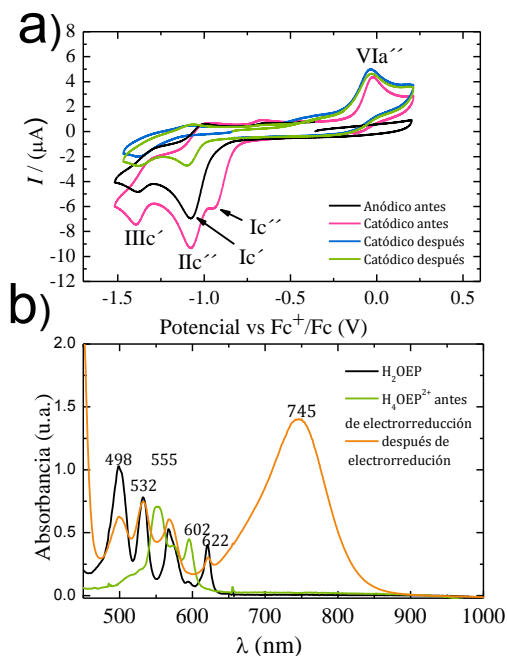 a)
VIa´´
I / (µA)
8
6
4
2
0
-2
-4
-6
-8
-10
-12
IIIc´
IIc´´
Ic´
Ic´´
Anódico antes
Catódico antes
Catódico después
Catódico después
-1.5 -1.0 -0.5 0.0 0.5
Potencial vs Fc⁺/Fc (V)
b)
Absorbancia (u.a.)
2.0
1.5
1.0
0.5
0.0
H₂OEP
H₄OEP²⁺ antes
de electrorreducción
después de
electrorredución
745
498
555
532
602
622
500 600 700 800 900 1000
λ (nm)